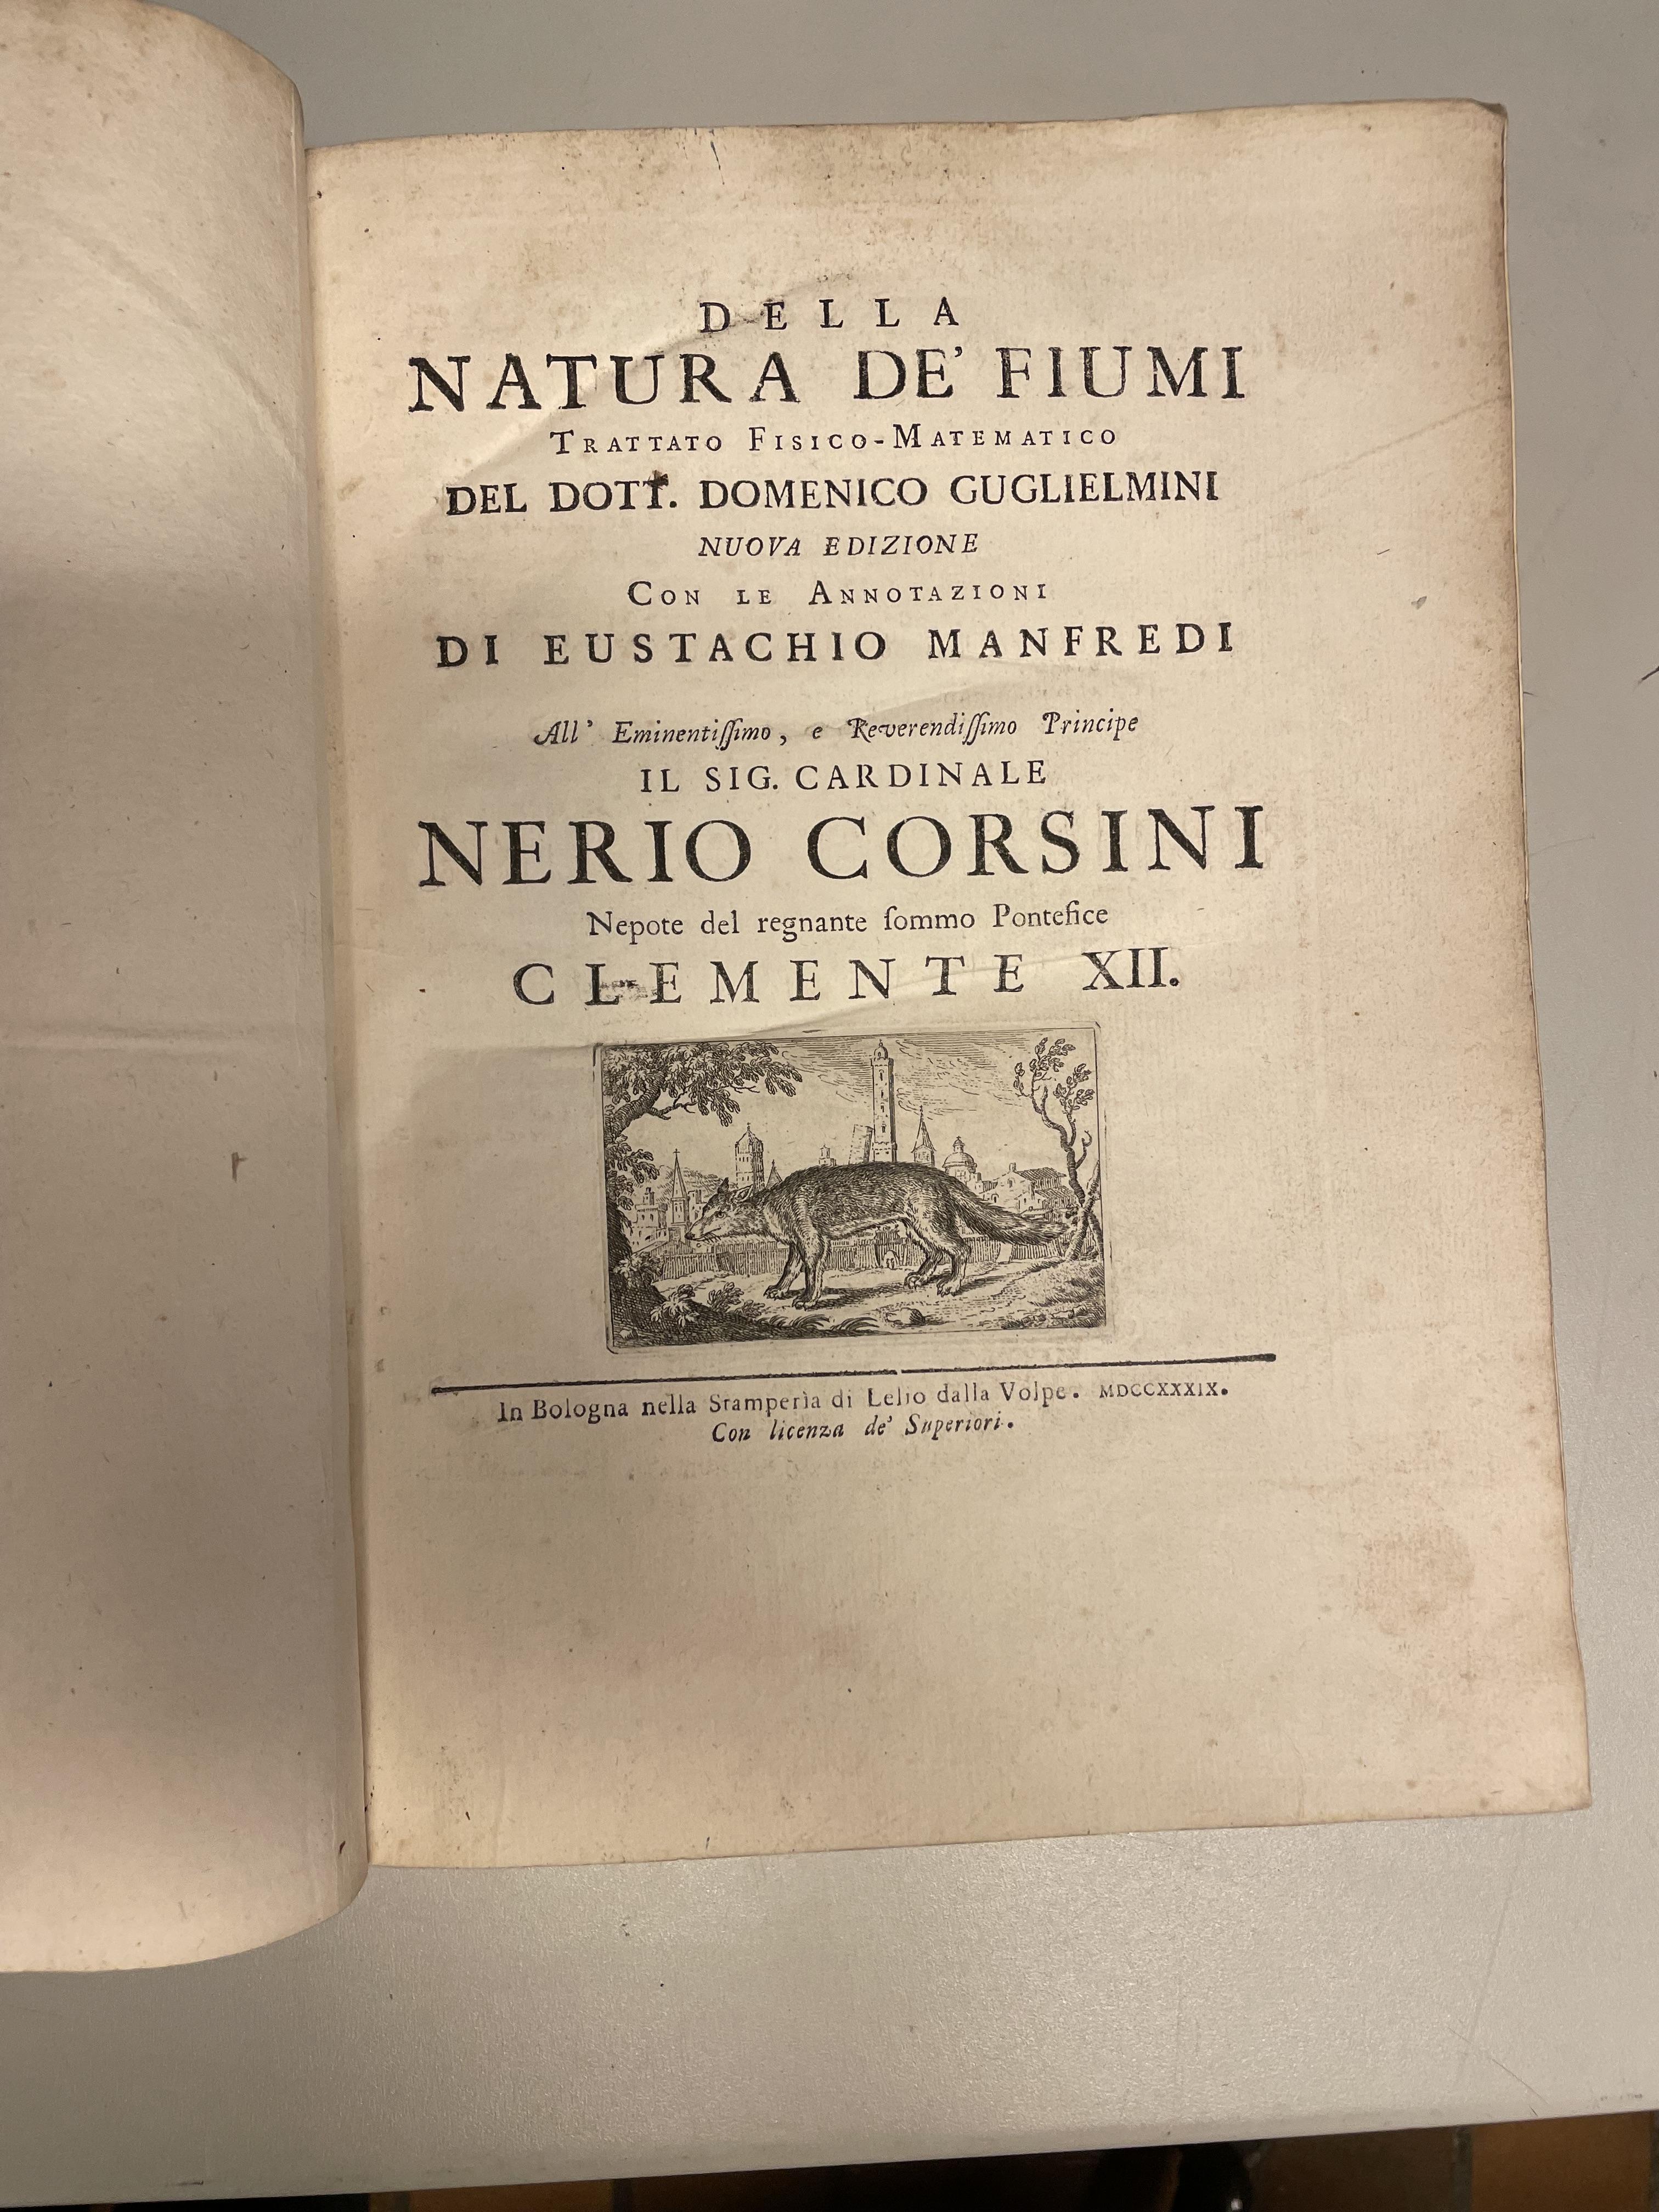 DELLA
NATURA DE' FIUMI
TRATTATO FISICO-MATEMATICO
DEL DOTT. DOMENICO GUGLIELMINI
NUOVA EDIZIONE
CON LE ANNOTAZIONI
DI EUSTACHIO MANFREDI
All' Eminentiſſimo, e Reverendiſſimo Principe
IL SIG. CARDINALE
NERIO CORSINI
Nepote del regnante ſommo Pontefice
CLEMENTE XII.
In Bologna nella Stamperìa di Lelio dalla Volpe. MDCCXXXIX.
Con licenza de' Superiori.